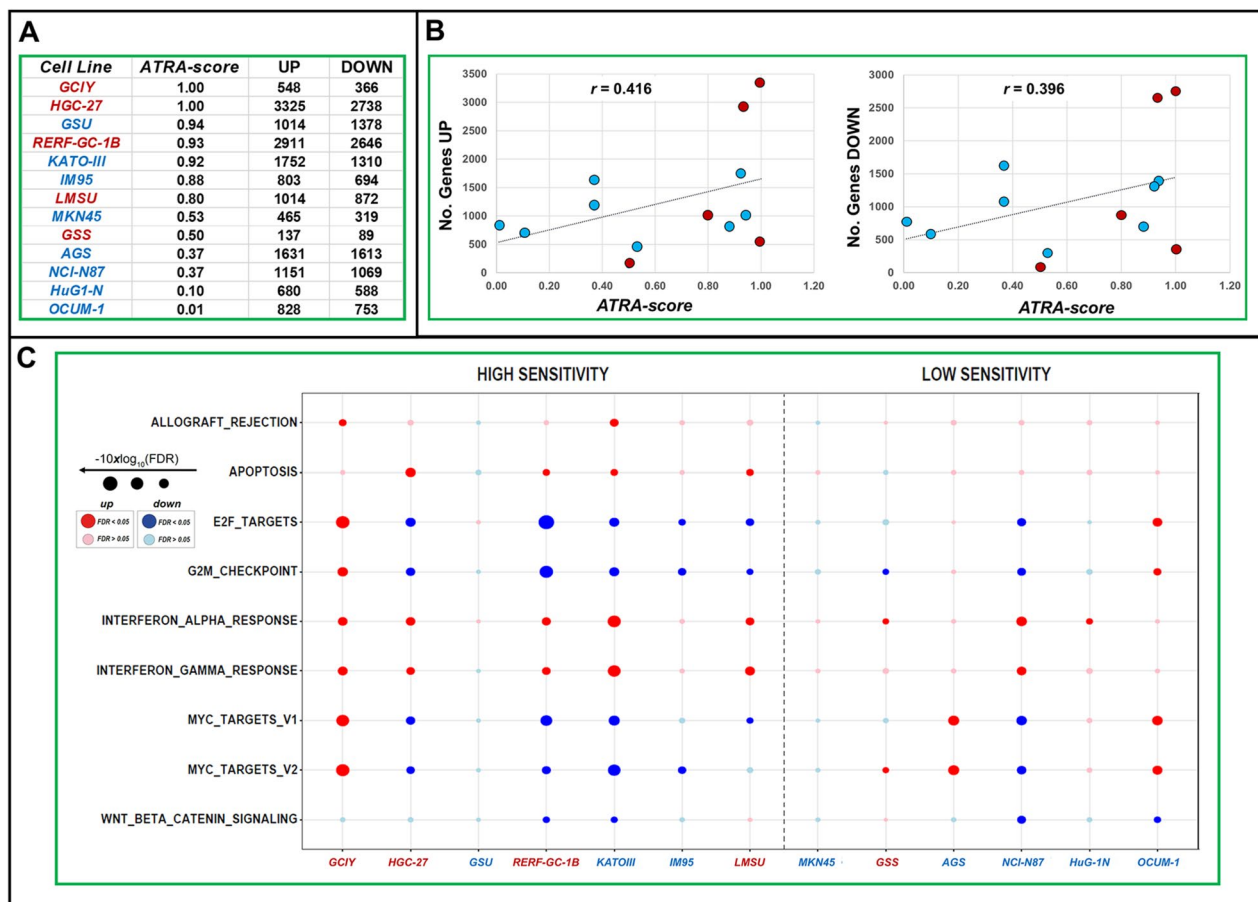 A
Cell Line ATRA-score UP DOWN
GCIY 1.00 548 366
HGC-27 1.00 3325 2738
GSU 0.94 1014 1378
RERF-GC-1B 0.93 2911 2646
KATO-III 0.92 1752 1310
IM95 0.88 803 694
LMSU 0.80 1014 872
MKN45 0.53 465 319
GSS 0.50 137 89
AGS 0.37 1631 1613
NCI-N87 0.37 1151 1069
HuG1-N 0.10 680 588
OCUM-1 0.01 828 753
B
No. Genes UP
r = 0.416
3500
3000
2500
2000
1500
1000
500
0
0.00 0.20 0.40 0.60 0.80 1.00 1.20
ATRA-score
No. Genes DOWN
r = 0.396
3000
2500
2000
1500
1000
500
0
0.00 0.20 0.40 0.60 0.80 1.00 1.20
ATRA-score
C
HIGH SENSITIVITY LOW SENSITIVITY
-10xlog10(FDR)
up down
FDR < 0.05 FDR < 0.05
FDR > 0.05 FDR > 0.05
ALLOGRAFT_REJECTION
APOPTOSIS
E2F_TARGETS
G2M_CHECKPOINT
INTERFERON_ALPHA_RESPONSE
INTERFERON_GAMMA_RESPONSE
MYC_TARGETS_V1
MYC_TARGETS_V2
WNT_BETA_CATENIN_SIGNALING
GCIY HGC-27 GSU RERF-GC-1B KATOIII IM95 LMSU MKN45 GSS AGS NCI-N87 HuG-1N OCUM-1